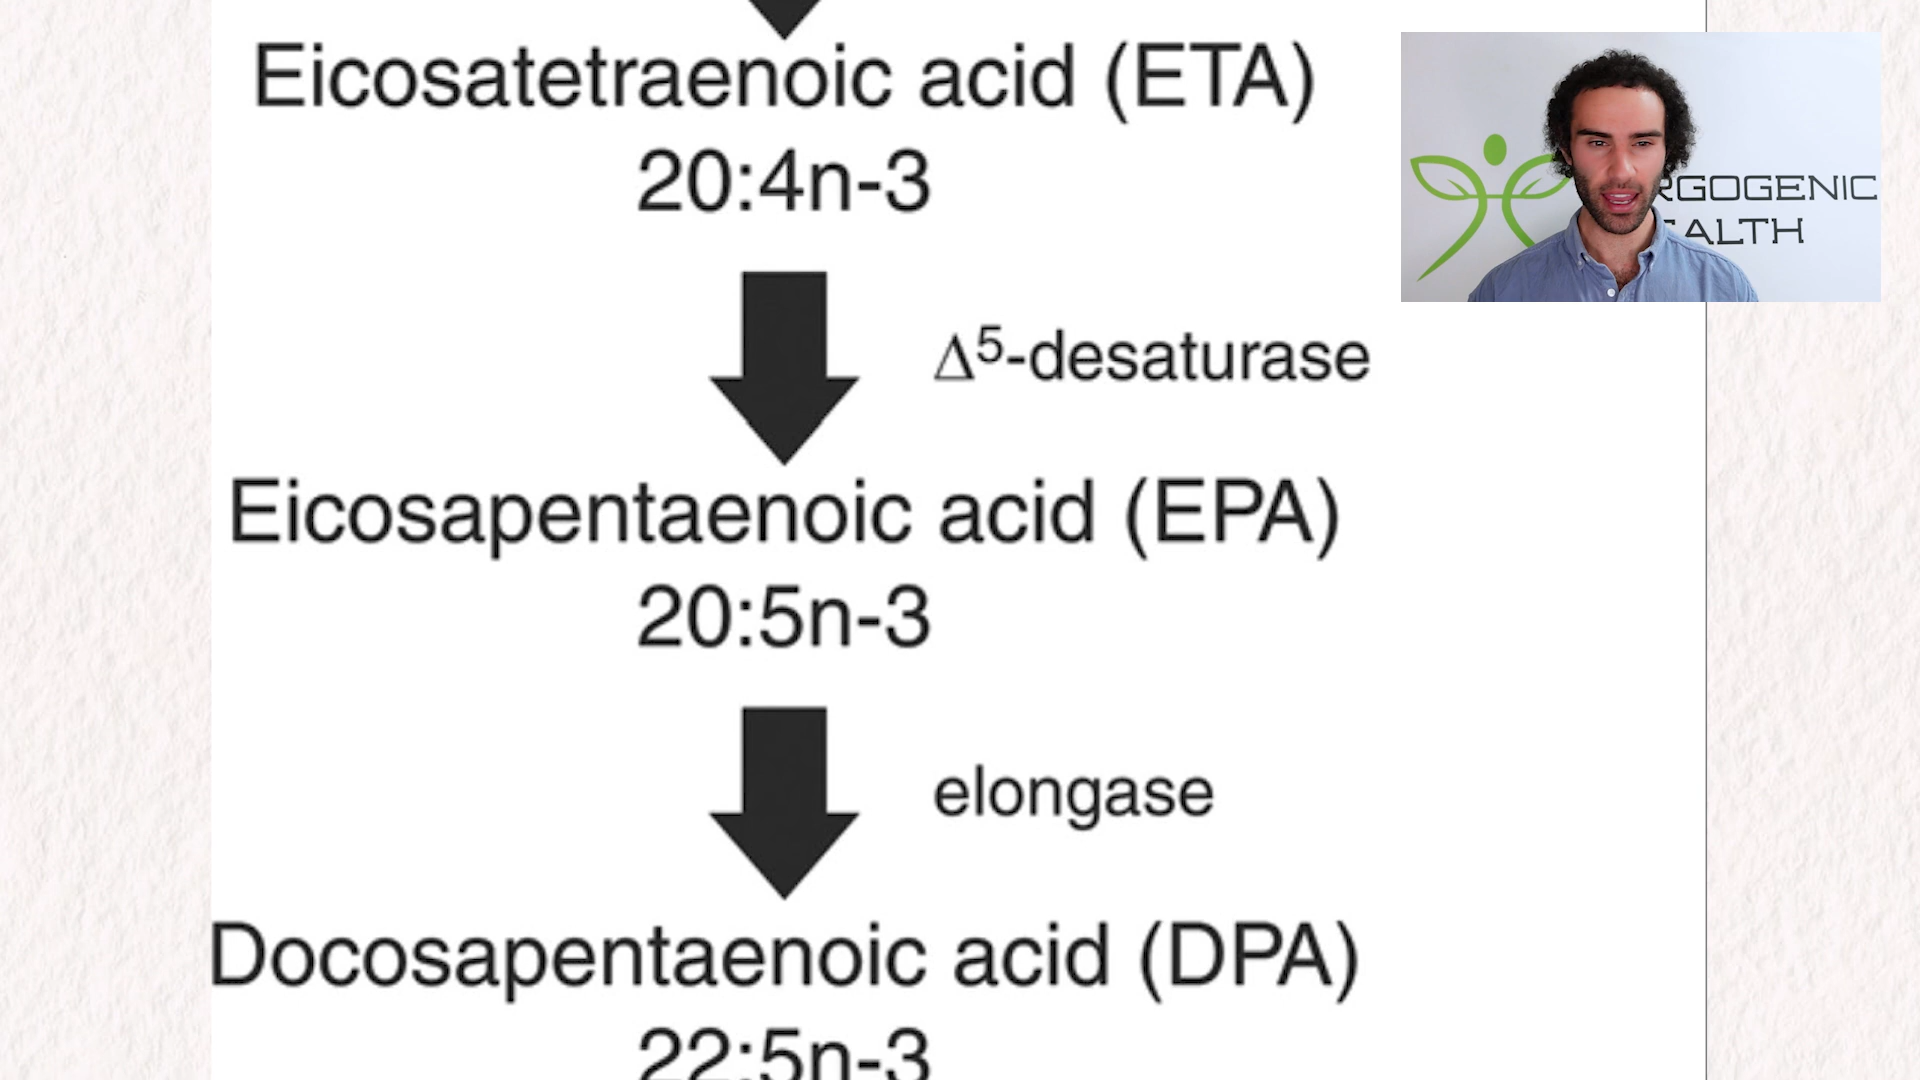 Eicosatetraenoic acid (ETA)
20:4n-3
Δ5-desaturase
Eicosapentaenoic acid (EPA)
20:5n-3
elongase
Docosapentaenoic acid (DPA)
22:5n-3
RGOGENIC
EALTH